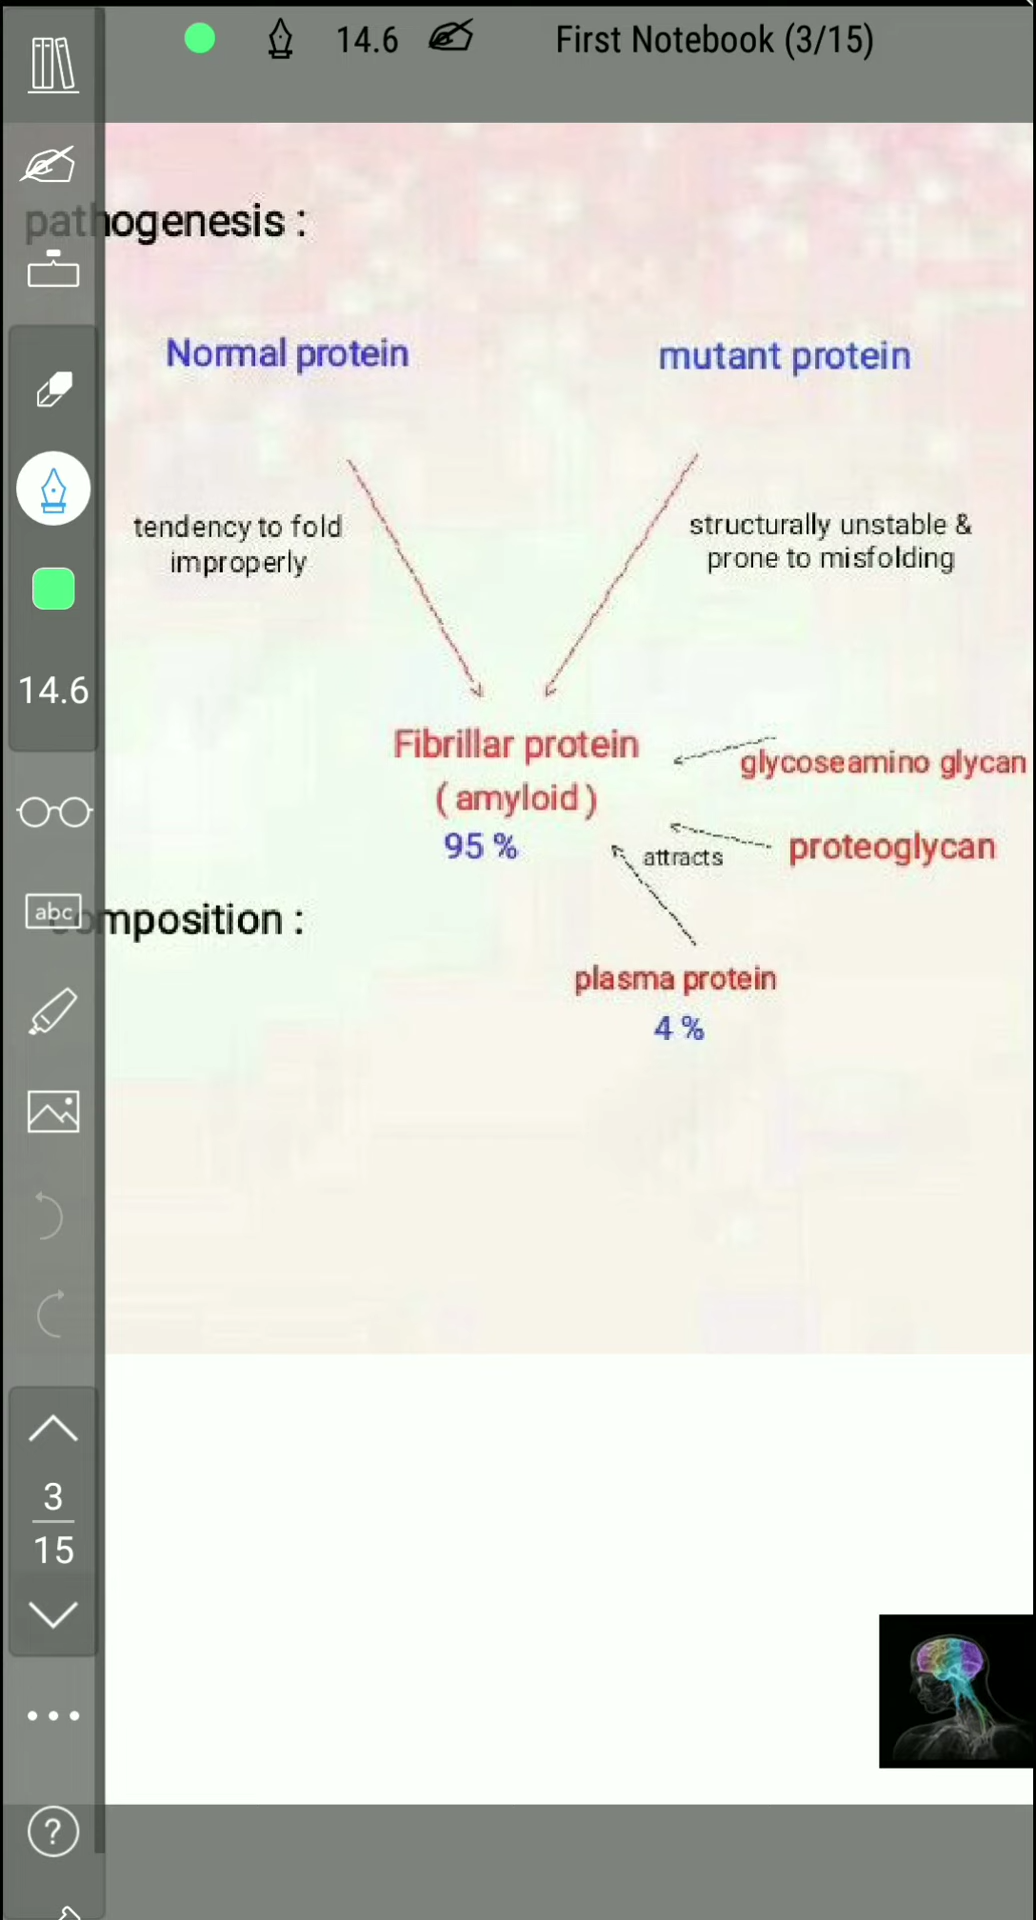 14.6 First Notebook (3/15)
pathogenesis :
Normal protein mutant protein
tendency to fold
improperly
structurally unstable &
prone to misfolding
14.6
Fibrillar protein
( amyloid )
95 %
glycoseamino glycan
proteoglycan
attracts
abc
omposition :
plasma protein
4 %
3
15
?